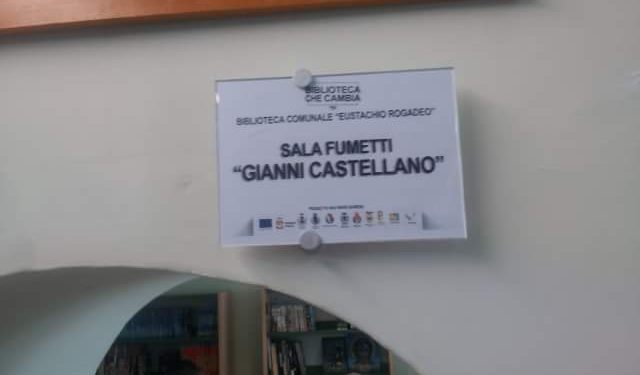 BIBLIOTECA
CHE CAMBIA
BIBLIOTECA COMUNALE "EUSTACHIO ROGADEO"
SALA FUMETTI
"GIANNI CASTELLANO"